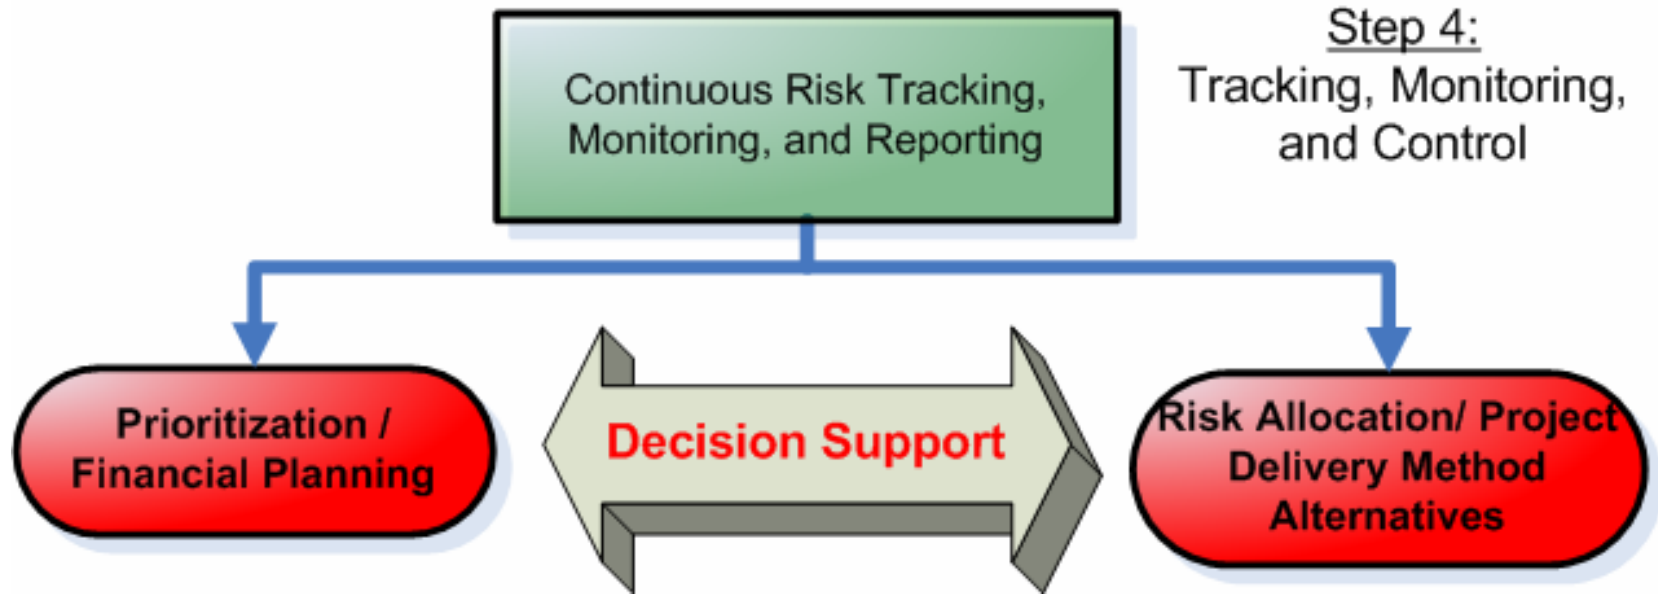 Continuous Risk Tracking,
Monitoring, and Reporting
Step 4:
Tracking, Monitoring,
and Control
Prioritization /
Financial Planning
Decision Support
Risk Allocation/ Project
Delivery Method
Alternatives